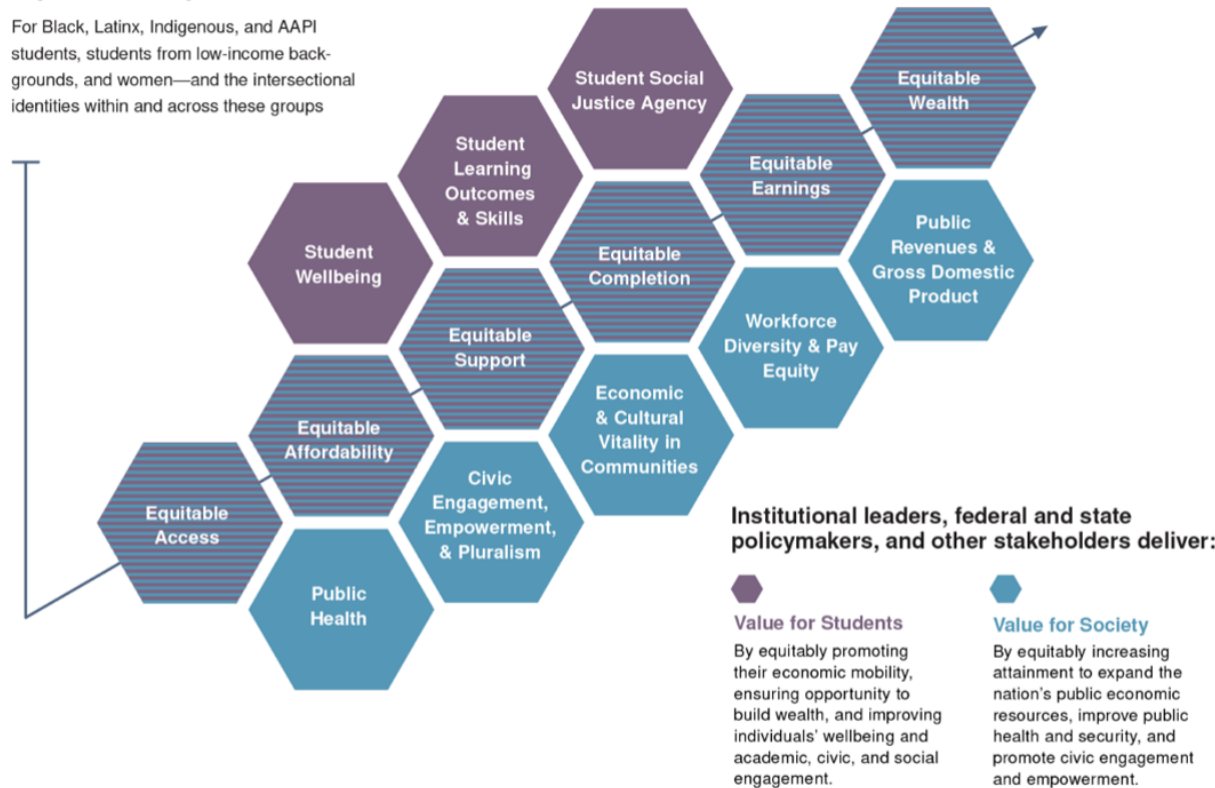 For Black, Latinx, Indigenous, and AAPI
students, students from low-income back-
grounds, and women—and the intersectional
identities within and across these groups
Student Social
Justice Agency
Equitable
Wealth
Student
Learning
Outcomes
& Skills
Equitable
Earnings
Student
Wellbeing
Equitable
Completion
Public
Revenues &
Gross Domestic
Product
Equitable
Support
Workforce
Diversity & Pay
Equity
Equitable
Affordability
Economic
& Cultural
Vitality in
Communities
Equitable
Access
Civic
Engagement,
Empowerment,
& Pluralism
Public
Health
Institutional leaders, federal and state
policymakers, and other stakeholders deliver:
Value for Students
By equitably promoting
their economic mobility,
ensuring opportunity to
build wealth, and improving
individuals' wellbeing and
academic, civic, and social
engagement.
Value for Society
By equitably increasing
attainment to expand the
nation's public economic
resources, improve public
health and security, and
promote civic engagement
and empowerment.